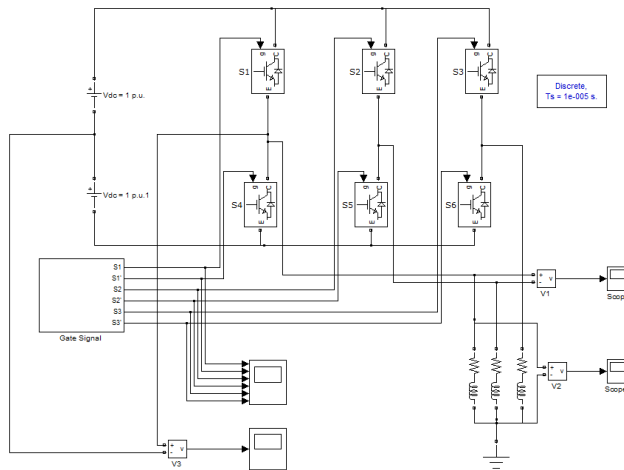 g C
S1
E
g C
S2
E
g C
S3
E
Discrete,
Ts = 1e-005 s.
+
Vdc = 1 p.u.
+
Vdc = 1 p.u.1
g C
S4
E
g C
S5
E
g C
S6
E
S1
S1'
S2
S2'
S3
S3'
Gate Signal
+
-
v
V1
Scope
+
-
v
V2
Scope
+
-
v
V3